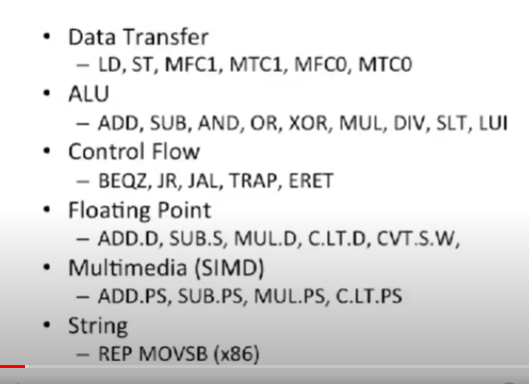 • Data Transfer
– LD, ST, MFC1, MTC1, MFC0, MTC0
• ALU
– ADD, SUB, AND, OR, XOR, MUL, DIV, SLT, LUI
• Control Flow
– BEQZ, JR, JAL, TRAP, ERET
• Floating Point
– ADD.D, SUB.S, MUL.D, C.LT.D, CVT.S.W,
• Multimedia (SIMD)
– ADD.PS, SUB.PS, MUL.PS, C.LT.PS
• String
– REP MOVSB (x86)